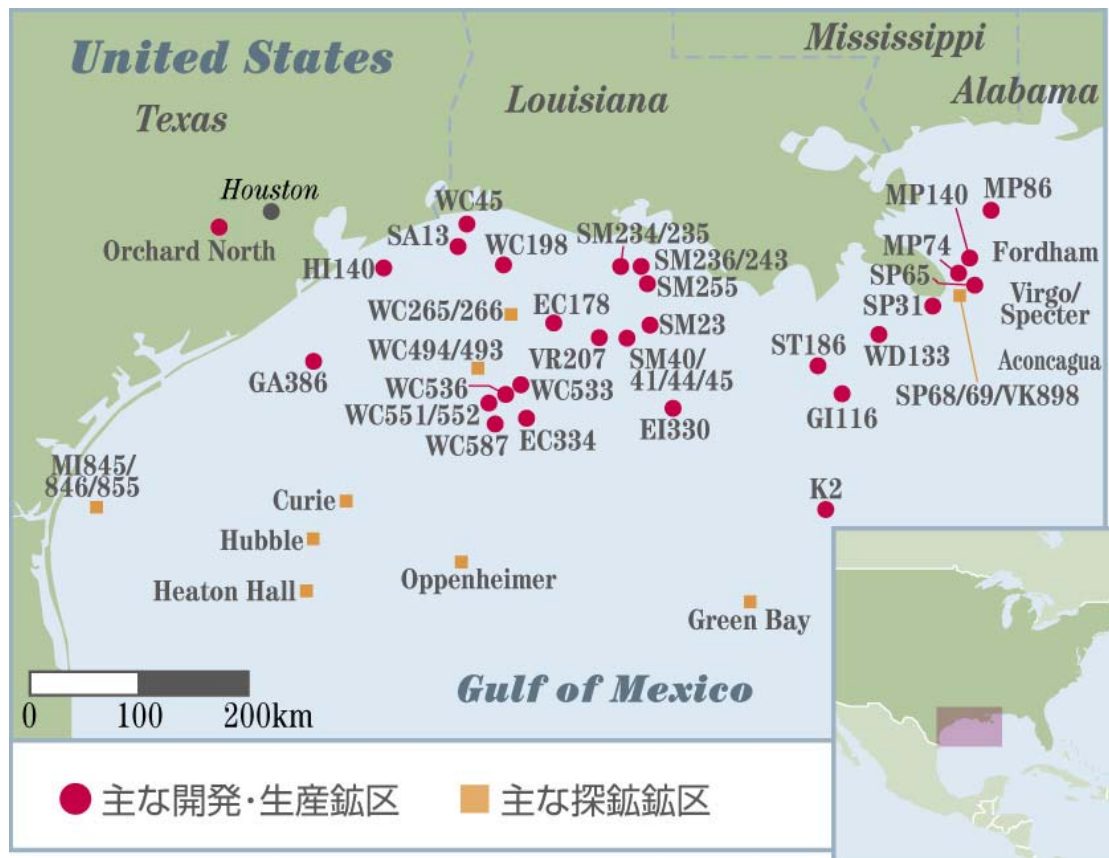 United States
Mississippi
Alabama
Louisiana
Texas
Houston
Orchard North
WC45
SA13
WC198
HI140
SM234/235
SM236/243
SM255
MP140
MP86
MP74
Fordham
SP65
Virgo/
Specter
SP31
WC265/266
EC178
SM23
WC494/493
VR207
SM40/
41/44/45
ST186
WD133
Aconcagua
GA386
WC536
WC533
SP68/69/VK898
WC551/552
WC587
EC334
EI330
GI116
MI845/
846/855
Curie
K2
Hubble
Oppenheimer
Heaton Hall
Green Bay
Gulf of Mexico
0 100 200km
主な開発・生産鉱区
主な探鉱鉱区